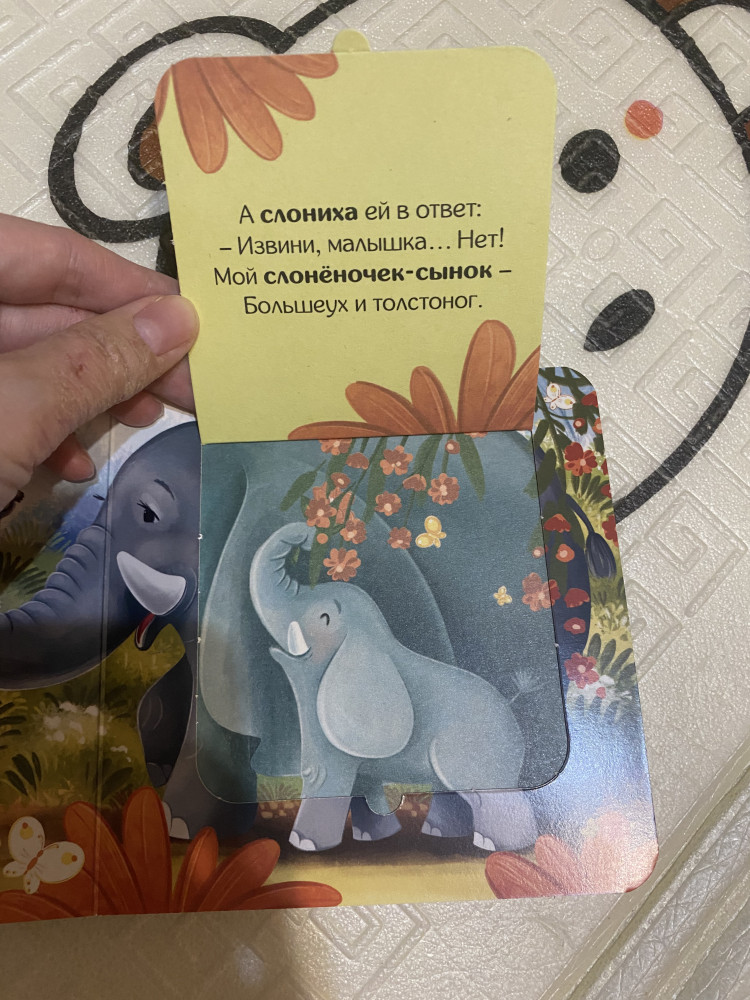 А слониха ей в ответ:
– Извини, малышка... Нет!
Мой слонёночек-сынок –
Большеух и толстоног.